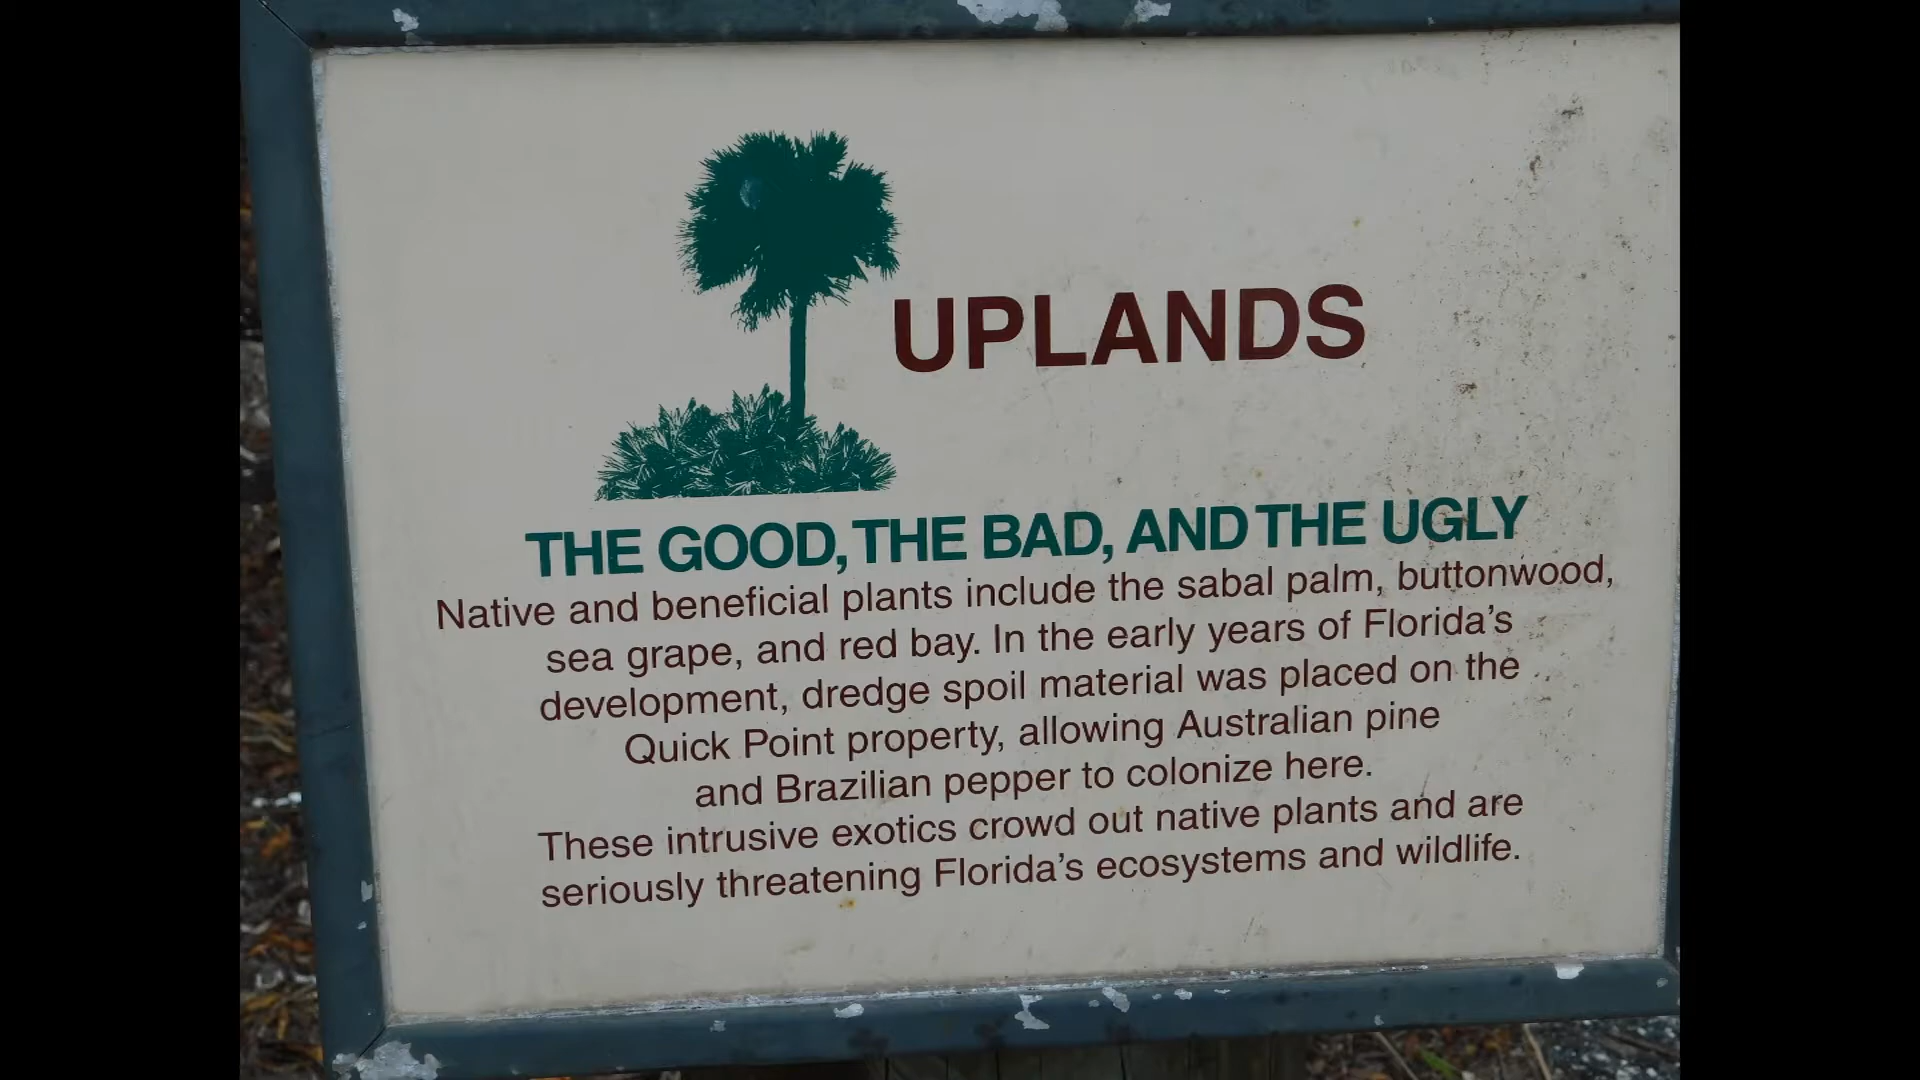 UPLANDS
THE GOOD, THE BAD, AND THE UGLY
Native and beneficial plants include the sabal palm, buttonwood,
sea grape, and red bay. In the early years of Florida's
development, dredge spoil material was placed on the
Quick Point property, allowing Australian pine
and Brazilian pepper to colonize here.
These intrusive exotics crowd out native plants and are
seriously threatening Florida's ecosystems and wildlife.